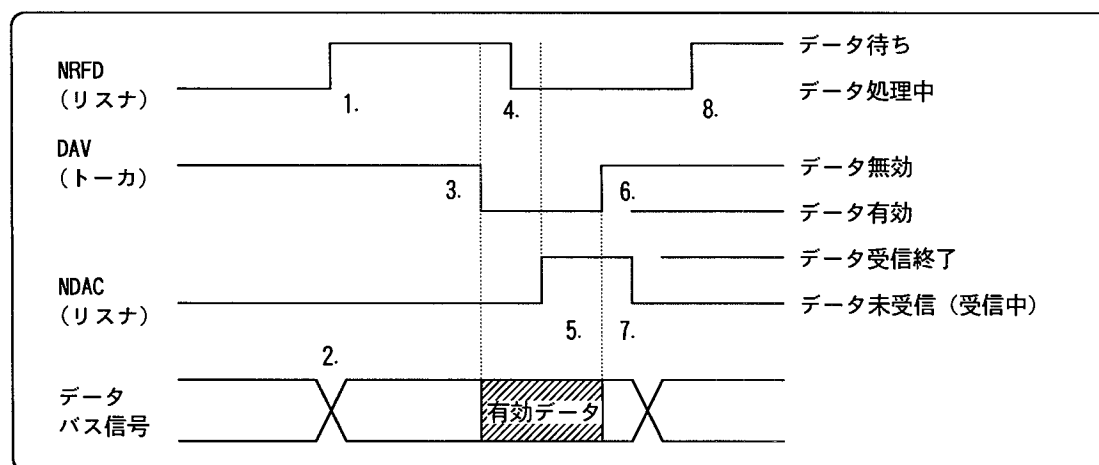 NRFD
(リスナ)
1.
4.
8.
データ待ち
データ処理中
DAV
(トーカ)
3.
6.
データ無効
データ有効
NDAC
(リスナ)
5.
7.
データ受信終了
データ未受信（受信中）
データ
バス信号
2.
有効データ